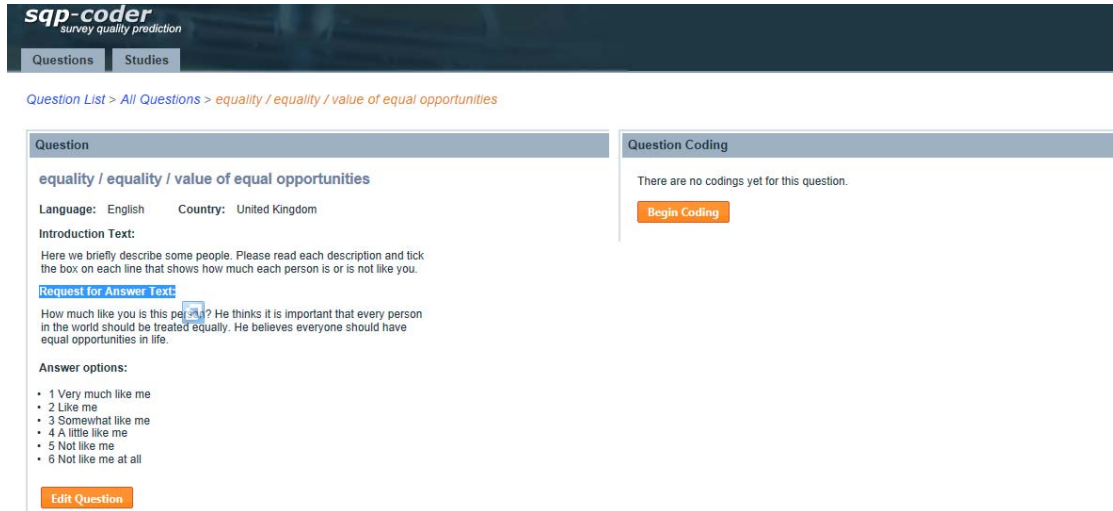 sqp-coder
survey quality prediction
Questions Studies
Question List > All Questions > equality / equality / value of equal opportunities
Question
equality / equality / value of equal opportunities
Language: English Country: United Kingdom
Introduction Text:
Here we briefly describe some people. Please read each description and tick
the box on each line that shows how much each person is or is not like you.
Request for Answer Text:
How much like you is this person? He thinks it is important that every person
in the world should be treated equally. He believes everyone should have
equal opportunities in life.
Answer options:
• 1 Very much like me
• 2 Like me
• 3 Somewhat like me
• 4 A little like me
• 5 Not like me
• 6 Not like me at all
Edit Question
Question Coding
There are no codings yet for this question.
Begin Coding